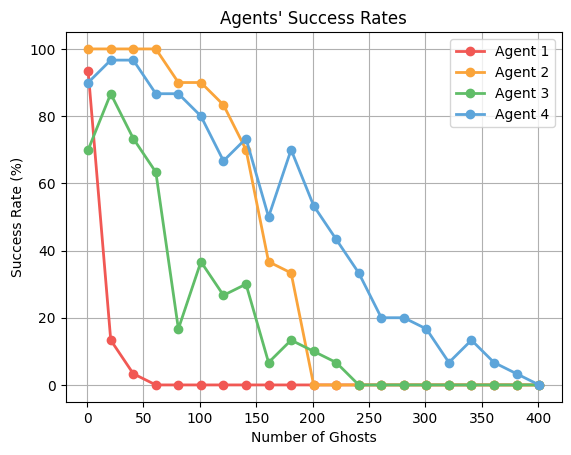 Agents' Success Rates
Success Rate (%)
100
80
60
40
20
0
Agent 1
Agent 2
Agent 3
Agent 4
0 50 100 150 200 250 300 350 400
Number of Ghosts